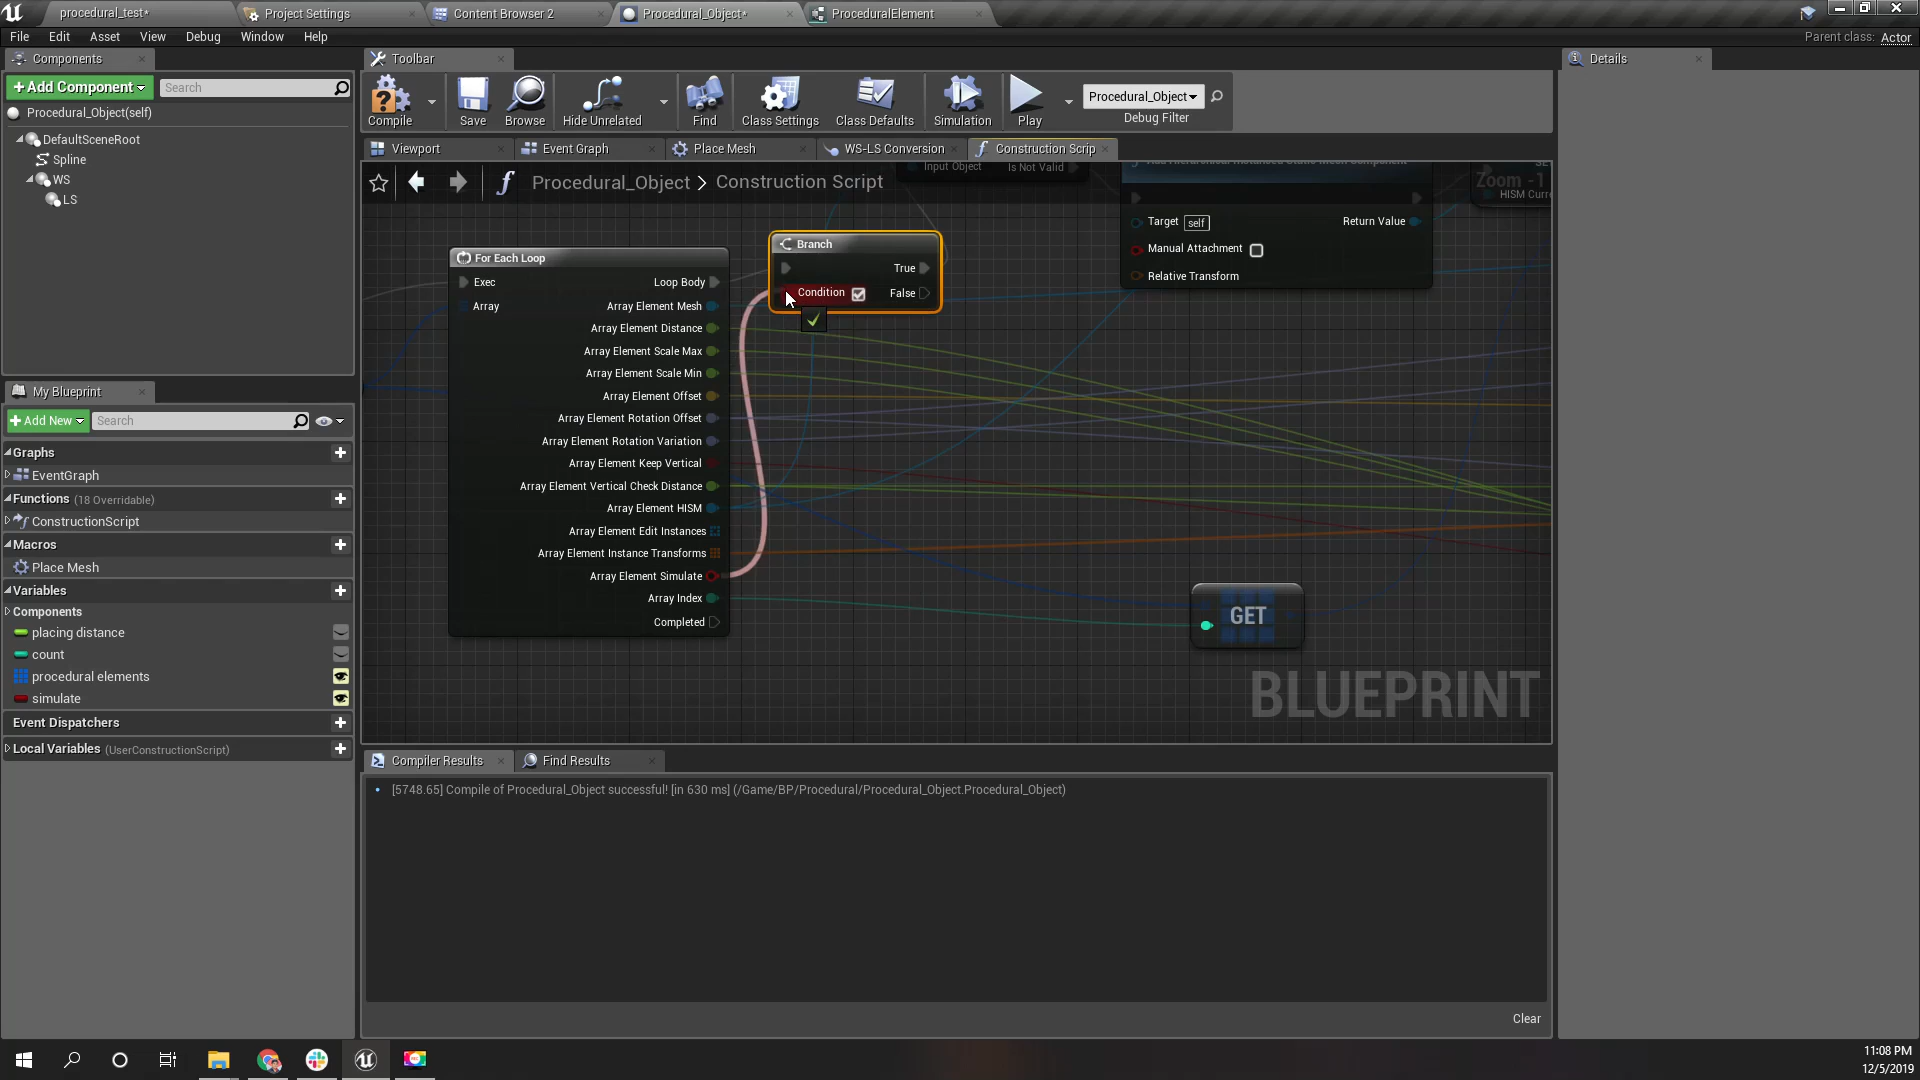 procedural_test*
Project Settings
Content Browser 2
Procedural_Object*
ProceduralElement
File Edit Asset View Debug Window Help
Parent class: Actor
Components
Toolbar
Details
+ Add Component
Search
Procedural_Object(self)
DefaultSceneRoot
Spline
WS
LS
Compile
Save
Browse
Hide Unrelated
Find
Class Settings
Class Defaults
Simulation
Play
Procedural_Object
Debug Filter
Viewport
Event Graph
Place Mesh
WS-LS Conversion
Construction Scrip
Procedural_Object > Construction Script
Input Object
Is Not Valid
Zoom -1
HISM Curre
Target self
Return Value
Manual Attachment
Relative Transform
Branch
True
Condition
False
For Each Loop
Exec
Loop Body
Array
Array Element Mesh
Array Element Distance
Array Element Scale Max
Array Element Scale Min
Array Element Offset
Array Element Rotation Offset
Array Element Rotation Variation
Array Element Keep Vertical
Array Element Vertical Check Distance
Array Element HISM
Array Element Edit Instances
Array Element Instance Transforms
Array Element Simulate
Array Index
Completed
GET
BLUEPRINT
My Blueprint
+ Add New
Search
Graphs
EventGraph
Functions (18 Overridable)
ConstructionScript
Macros
Place Mesh
Variables
Components
placing distance
count
procedural elements
simulate
Event Dispatchers
Local Variables (UserConstructionScript)
Compiler Results
Find Results
[5748.65] Compile of Procedural_Object successful! [in 630 ms] (/Game/BP/Procedural/Procedural_Object.Procedural_Object)
Clear
11:08 PM
12/5/2019